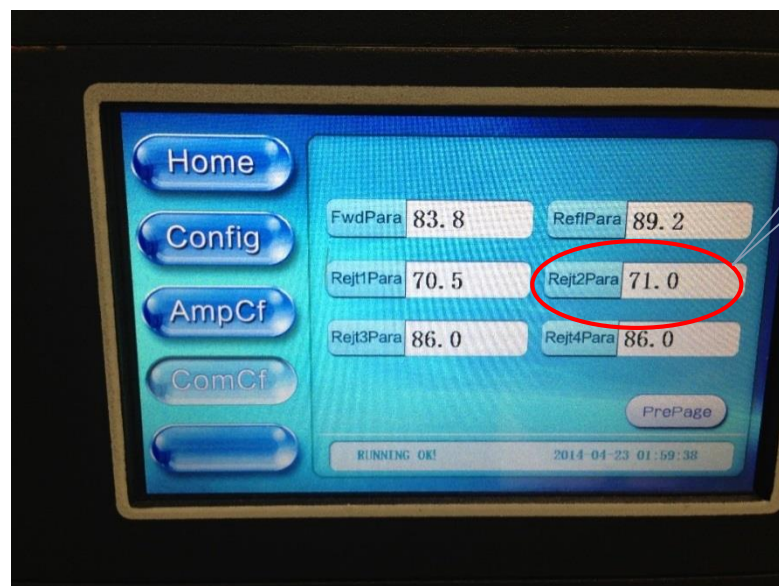 Home
Config
AmpCf
ComCf
FwdPara 83.8 ReflPara 89.2
Rejt1Para 70.5 Rejt2Para 71.0
Rejt3Para 86.0 Rejt4Para 86.0
PrePage
RUNNING OK! 2014-04-23 01:59:38